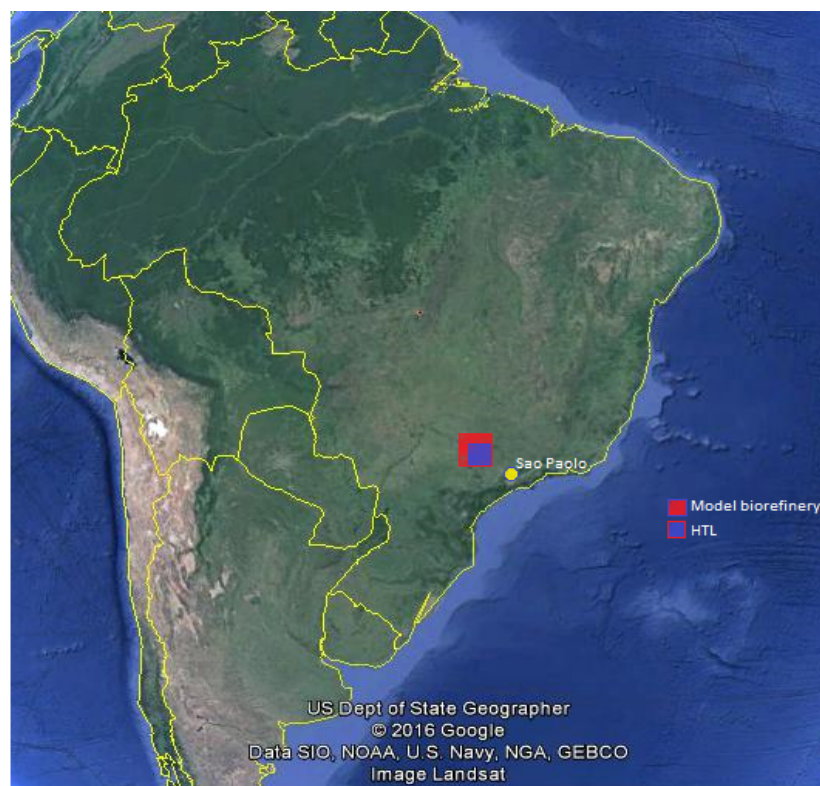 Sao Paolo
Model biorefinery
HTL
US Dept of State Geographer
© 2016 Google
Data SIO, NOAA, U.S. Navy, NGA, GEBCO
Image Landsat